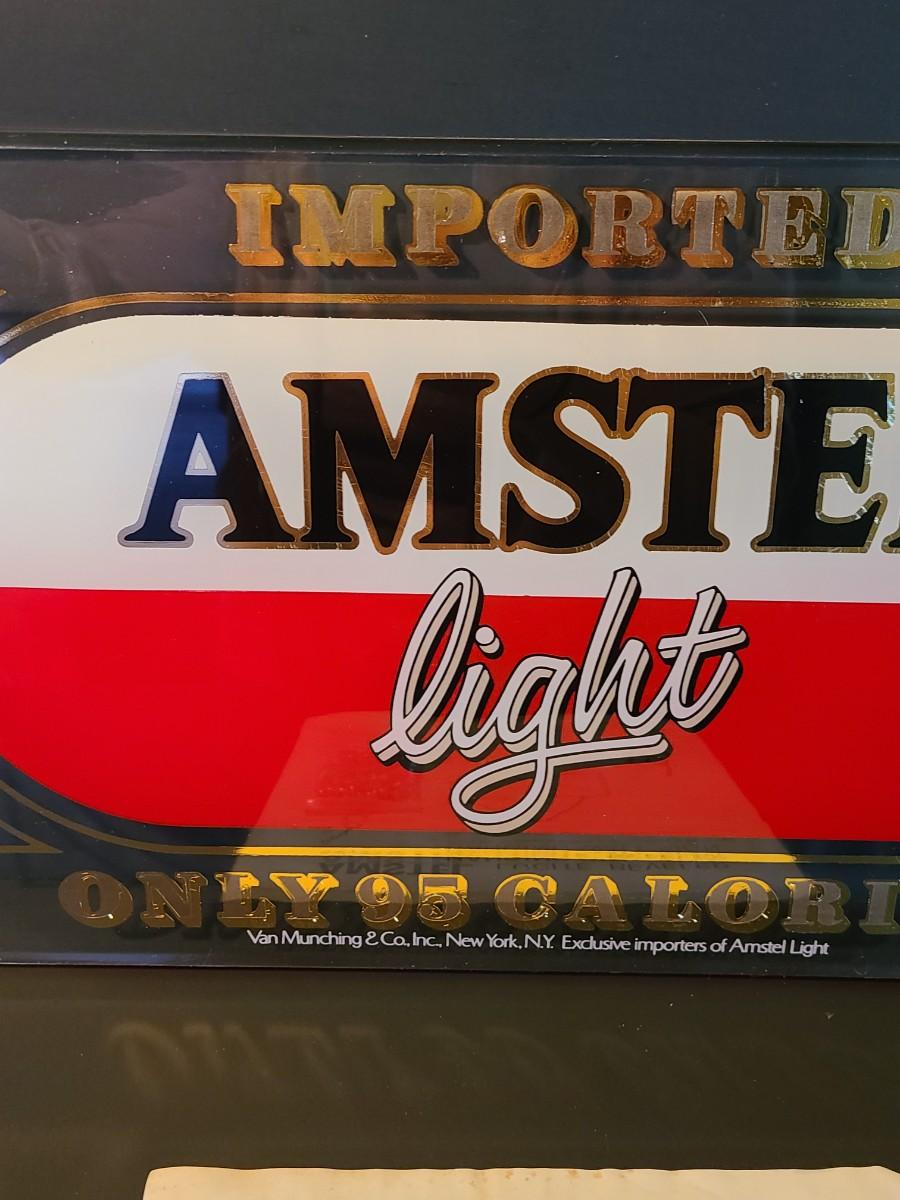 IMPORTED
AMSTE
light
ONLY 95 CALORI
Van Munching & Co., Inc., New York, N.Y. Exclusive importers of Amstel Light